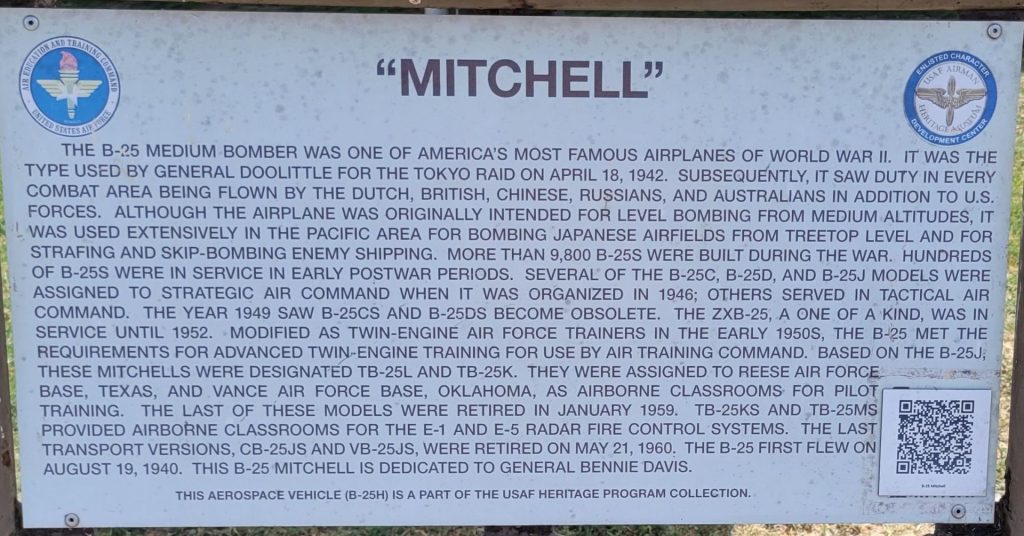 AIR EDUCATION AND TRAINING COMMAND
UNITED STATES AIR FORCE
"MITCHELL"
ENLISTED CHARACTER
USAF AIRMAN
HERITAGE MUSEUM
DEVELOPMENT CENTER
THE B-25 MEDIUM BOMBER WAS ONE OF AMERICA'S MOST FAMOUS AIRPLANES OF WORLD WAR II. IT WAS THE
TYPE USED BY GENERAL DOOLITTLE FOR THE TOKYO RAID ON APRIL 18, 1942. SUBSEQUENTLY, IT SAW DUTY IN EVERY
COMBAT AREA BEING FLOWN BY THE DUTCH, BRITISH, CHINESE, RUSSIANS, AND AUSTRALIANS IN ADDITION TO U.S.
FORCES. ALTHOUGH THE AIRPLANE WAS ORIGINALLY INTENDED FOR LEVEL BOMBING FROM MEDIUM ALTITUDES, IT
WAS USED EXTENSIVELY IN THE PACIFIC AREA FOR BOMBING JAPANESE AIRFIELDS FROM TREETOP LEVEL AND FOR
STRAFING AND SKIP-BOMBING ENEMY SHIPPING. MORE THAN 9,800 B-25S WERE BUILT DURING THE WAR. HUNDREDS
OF B-25S WERE IN SERVICE IN EARLY POSTWAR PERIODS. SEVERAL OF THE B-25C, B-25D, AND B-25J MODELS WERE
ASSIGNED TO STRATEGIC AIR COMMAND WHEN IT WAS ORGANIZED IN 1946; OTHERS SERVED IN TACTICAL AIR
COMMAND. THE YEAR 1949 SAW B-25CS AND B-25DS BECOME OBSOLETE. THE ZXB-25, A ONE OF A KIND, WAS IN
SERVICE UNTIL 1952. MODIFIED AS TWIN-ENGINE AIR FORCE TRAINERS IN THE EARLY 1950S, THE B-25 MET THE
REQUIREMENTS FOR ADVANCED TWIN-ENGINE TRAINING FOR USE BY AIR TRAINING COMMAND. BASED ON THE B-25J,
THESE MITCHELLS WERE DESIGNATED TB-25L AND TB-25K. THEY WERE ASSIGNED TO REESE AIR FORCE
BASE, TEXAS, AND VANCE AIR FORCE BASE, OKLAHOMA, AS AIRBORNE CLASSROOMS FOR PILOT
TRAINING. THE LAST OF THESE MODELS WERE RETIRED IN JANUARY 1959. TB-25KS AND TB-25MS
PROVIDED AIRBORNE CLASSROOMS FOR THE E-1 AND E-5 RADAR FIRE CONTROL SYSTEMS. THE LAST
TRANSPORT VERSIONS, CB-25JS AND VB-25JS, WERE RETIRED ON MAY 21, 1960. THE B-25 FIRST FLEW ON
AUGUST 19, 1940. THIS B-25 MITCHELL IS DEDICATED TO GENERAL BENNIE DAVIS.
THIS AEROSPACE VEHICLE (B-25H) IS A PART OF THE USAF HERITAGE PROGRAM COLLECTION.
B-25 Mitchell